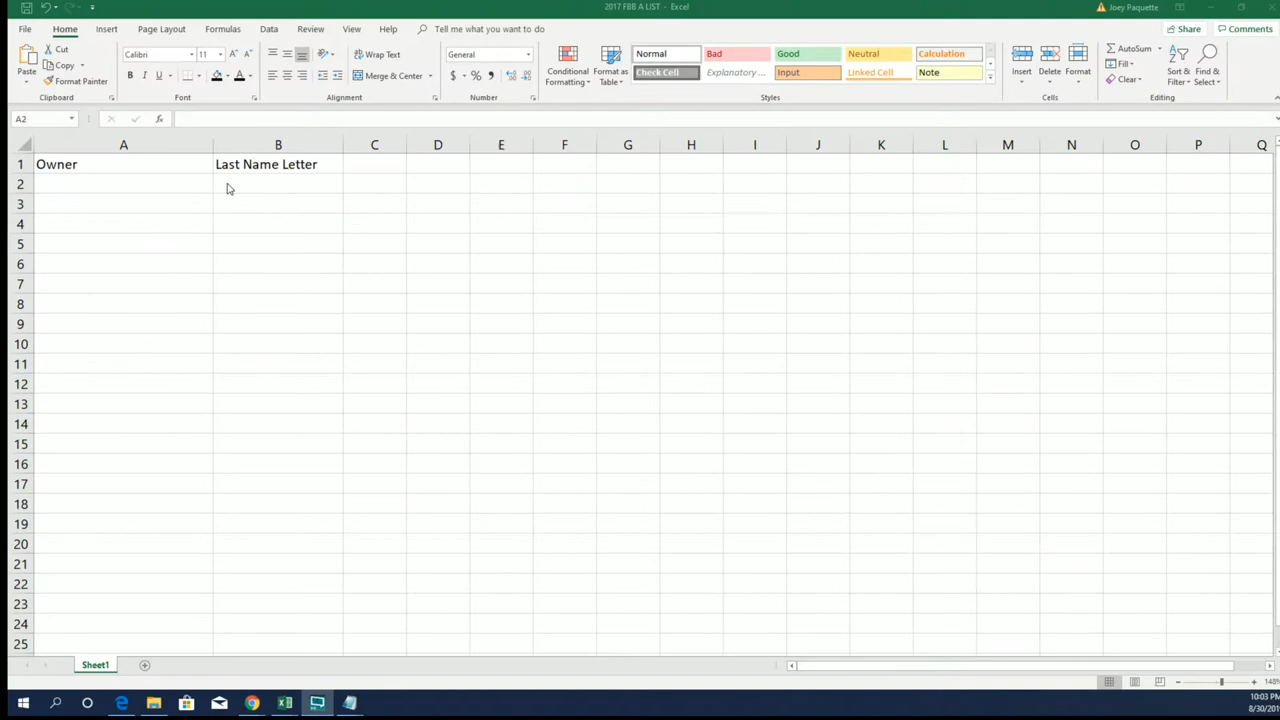 2017 FBB A LIST - Excel
Joey Paquette
File Home Insert Page Layout Formulas Data Review View Help Tell me what you want to do Share Comments
Paste Cut Copy Format Painter Clipboard
Calibri 11 B I U A A A Font
Wrap Text Merge & Center Alignment
General $ % Number
Conditional Formatting Format as Table
Normal Bad Good Neutral Calculation
Check Cell Explanatory ... Input Linked Cell Note
Styles
Insert Delete Format Cells
AutoSum Fill Clear Sort & Filter Find & Select Editing
A2 fx
A B C D E F G H I J K L M N O P Q
1 Owner Last Name Letter
2
3
4
5
6
7
8
9
10
11
12
13
14
15
16
17
18
19
20
21
22
23
24
25
Sheet1
148%
10:03 PM
8/30/201